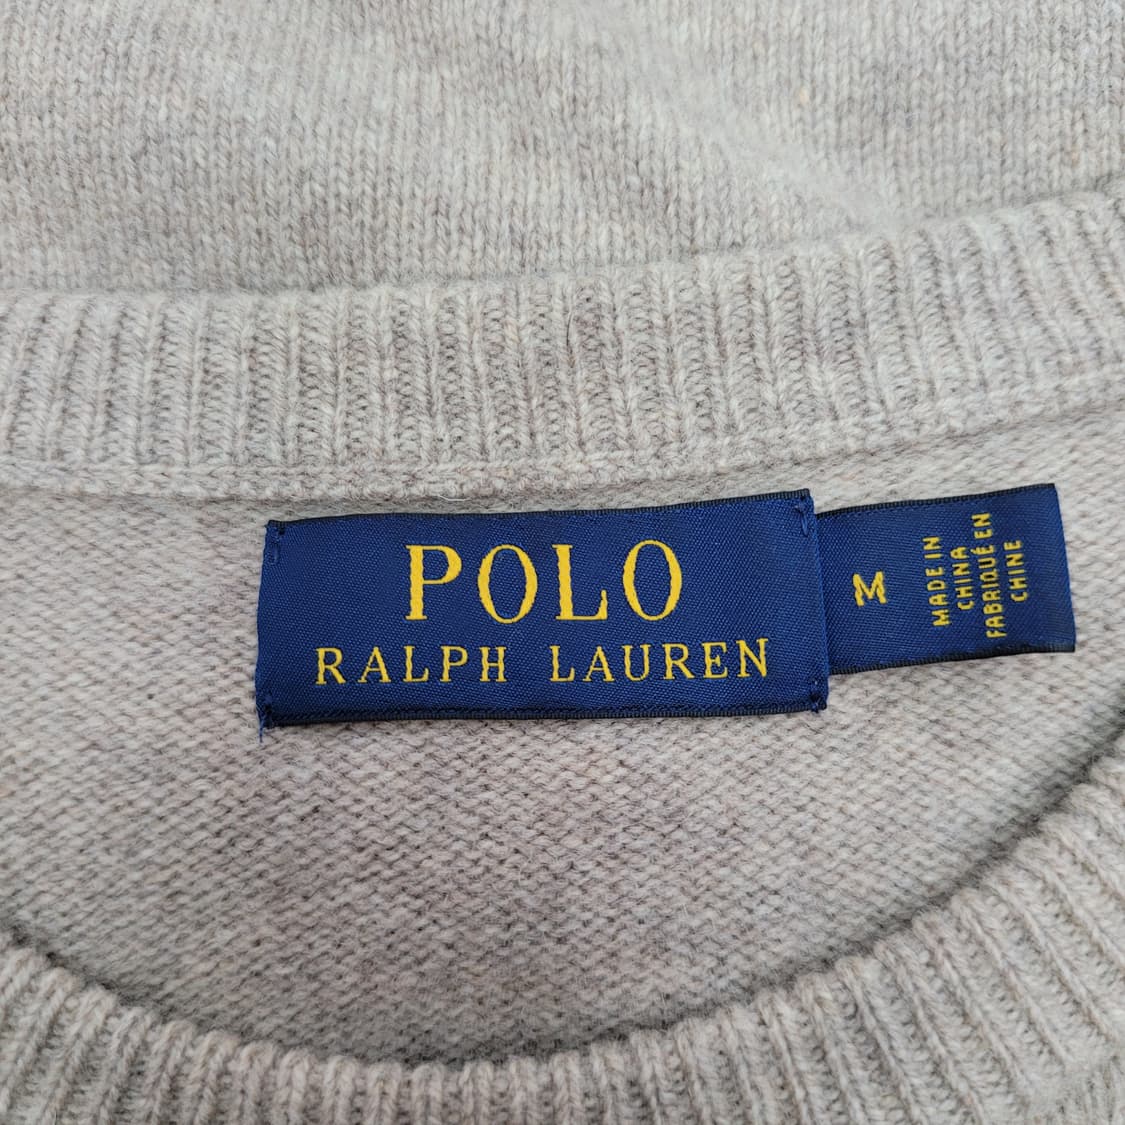 POLO
RALPH LAUREN
M
MADE IN
CHINA
FABRIQUÉ EN
CHINE